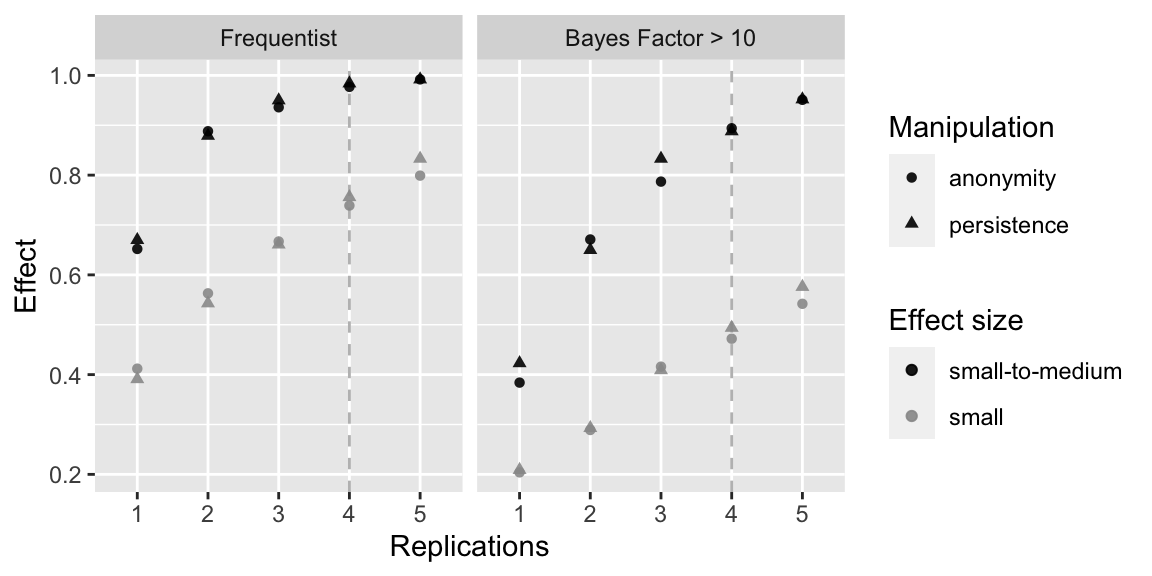 Frequentist
Bayes Factor > 10
1.0
0.8
0.6
0.4
0.2
Effect
1 2 3 4 5
1 2 3 4 5
Replications
Manipulation
anonymity
persistence
Effect size
small-to-medium
small